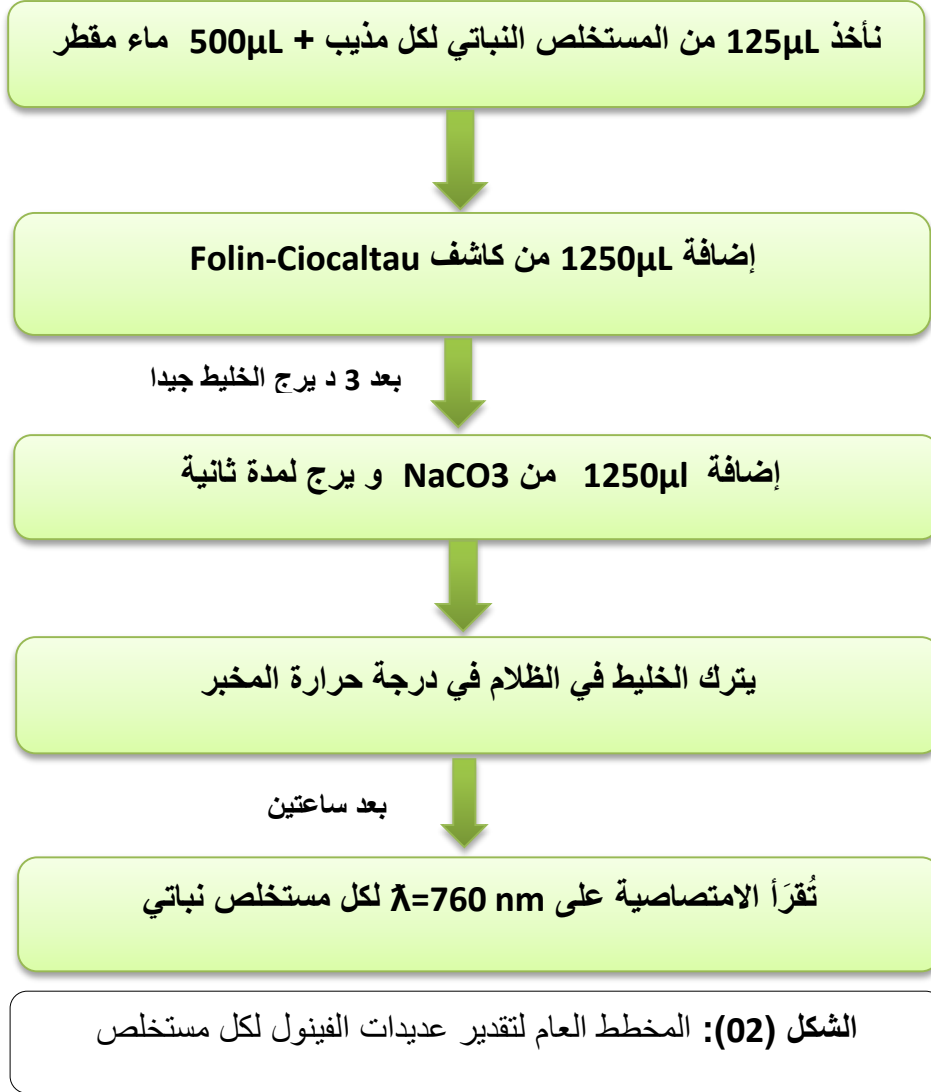 نأخذ 125µL من المستخلص النباتي لكل مذيب + 500µL ماء مقطر
إضافة 1250µL من كاشف Folin-Ciocaltau
بعد 3 د يرج الخليط جيدا
إضافة 1250µl من NaCO3 و يرج لمدة ثانية
يترك الخليط في الظلام في درجة حرارة المخبر
بعد ساعتين
تُقرَأ الامتصاصية على λ=760 nm لكل مستخلص نباتي
الشكل (02): المخطط العام لتقدير عديدات الفينول لكل مستخلص